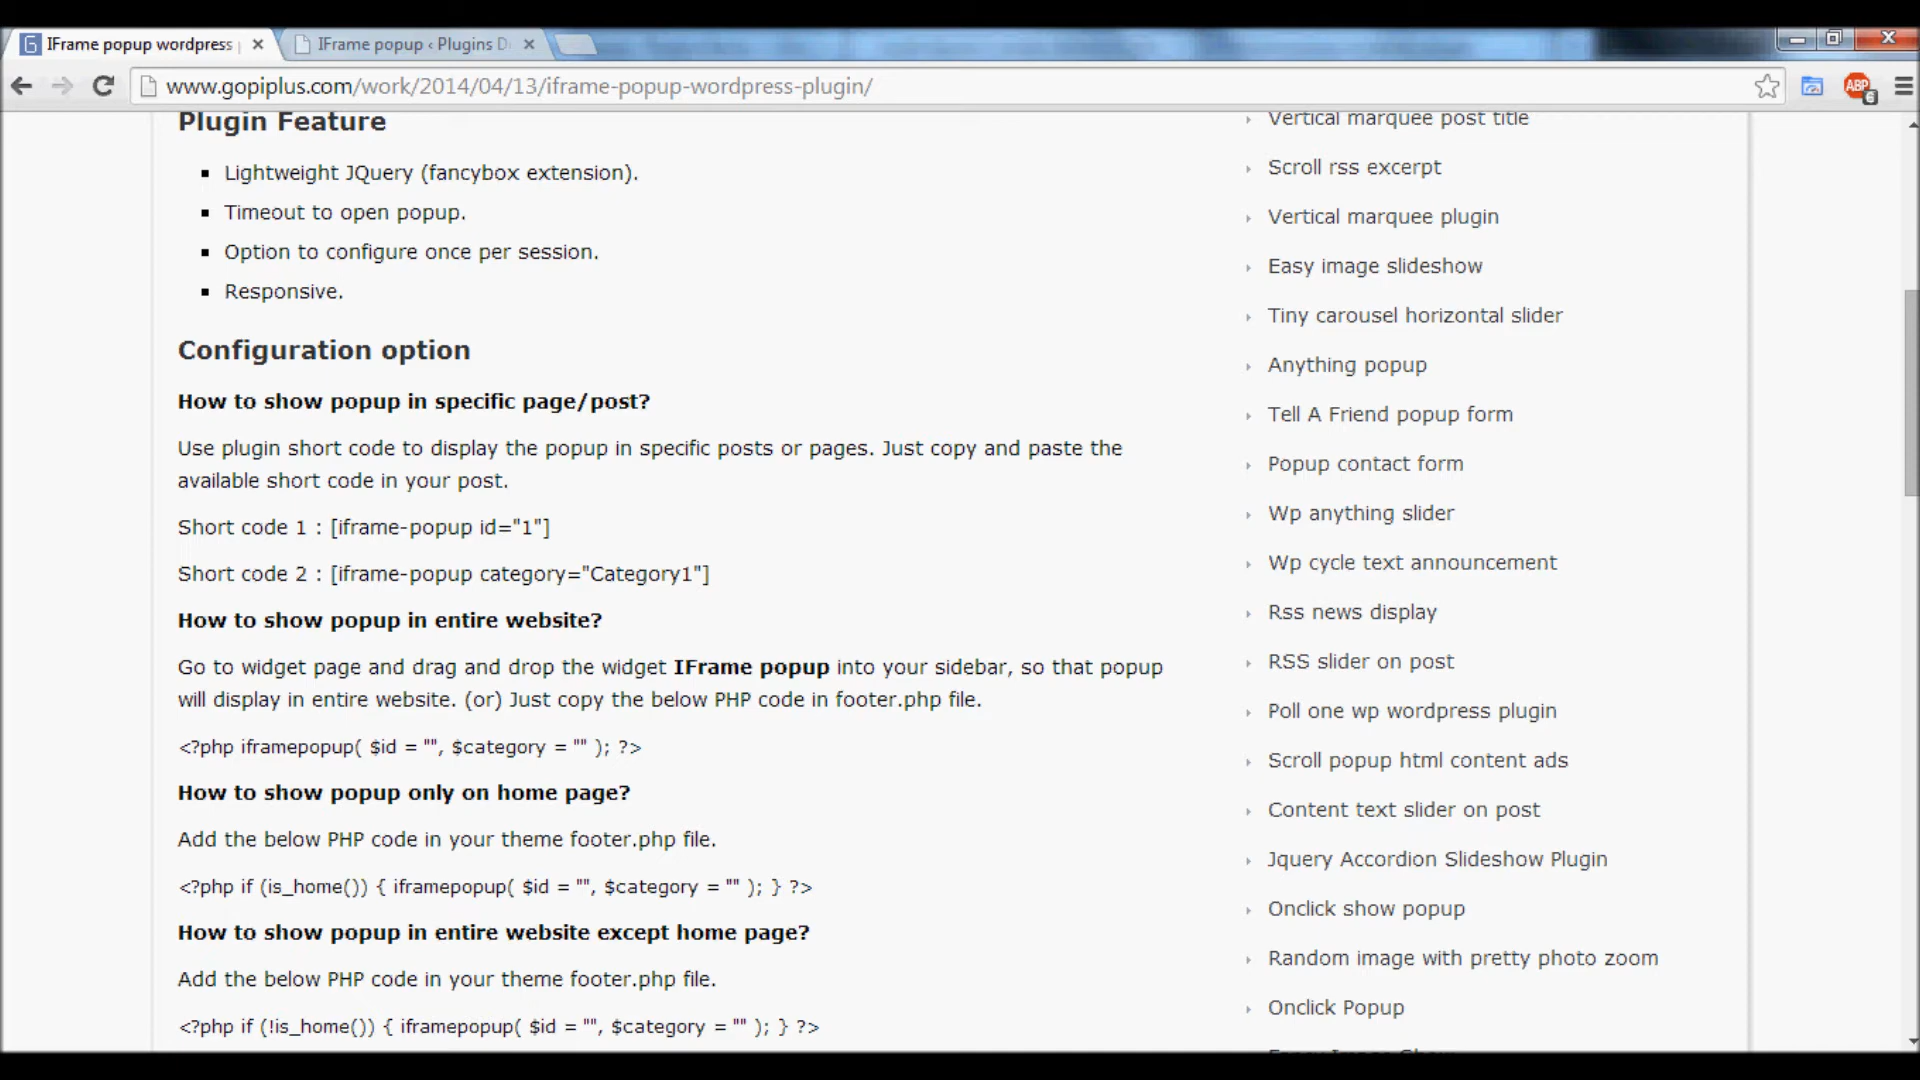 IFrame popup wordpress
IFrame popup ‹ Plugins D
www.gopiplus.com/work/2014/04/13/iframe-popup-wordpress-plugin/
ABP
6
Plugin Feature
Lightweight JQuery (fancybox extension).
Timeout to open popup.
Option to configure once per session.
Responsive.
Configuration option
How to show popup in specific page/post?
Use plugin short code to display the popup in specific posts or pages. Just copy and paste the
available short code in your post.
Short code 1 : [iframe-popup id="1"]
Short code 2 : [iframe-popup category="Category1"]
How to show popup in entire website?
Go to widget page and drag and drop the widget IFrame popup into your sidebar, so that popup
will display in entire website. (or) Just copy the below PHP code in footer.php file.
<?php iframepopup( $id = "", $category = "" ); ?>
How to show popup only on home page?
Add the below PHP code in your theme footer.php file.
<?php if (is_home()) { iframepopup( $id = "", $category = "" ); } ?>
How to show popup in entire website except home page?
Add the below PHP code in your theme footer.php file.
<?php if (!is_home()) { iframepopup( $id = "", $category = "" ); } ?>
Vertical marquee post title
Scroll rss excerpt
Vertical marquee plugin
Easy image slideshow
Tiny carousel horizontal slider
Anything popup
Tell A Friend popup form
Popup contact form
Wp anything slider
Wp cycle text announcement
Rss news display
RSS slider on post
Poll one wp wordpress plugin
Scroll popup html content ads
Content text slider on post
Jquery Accordion Slideshow Plugin
Onclick show popup
Random image with pretty photo zoom
Onclick Popup